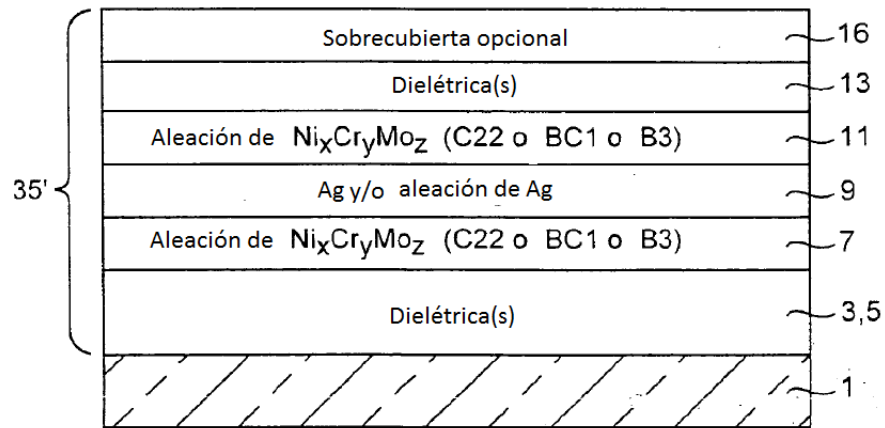 Sobrecubierta opcional 16
Dielétrica(s) 13
Aleación de NixCryMoz (C22 o BC1 o B3) 11
35' Ag y/o aleación de Ag 9
Aleación de NixCryMoz (C22 o BC1 o B3) 7
Dielétrica(s) 3,5
1